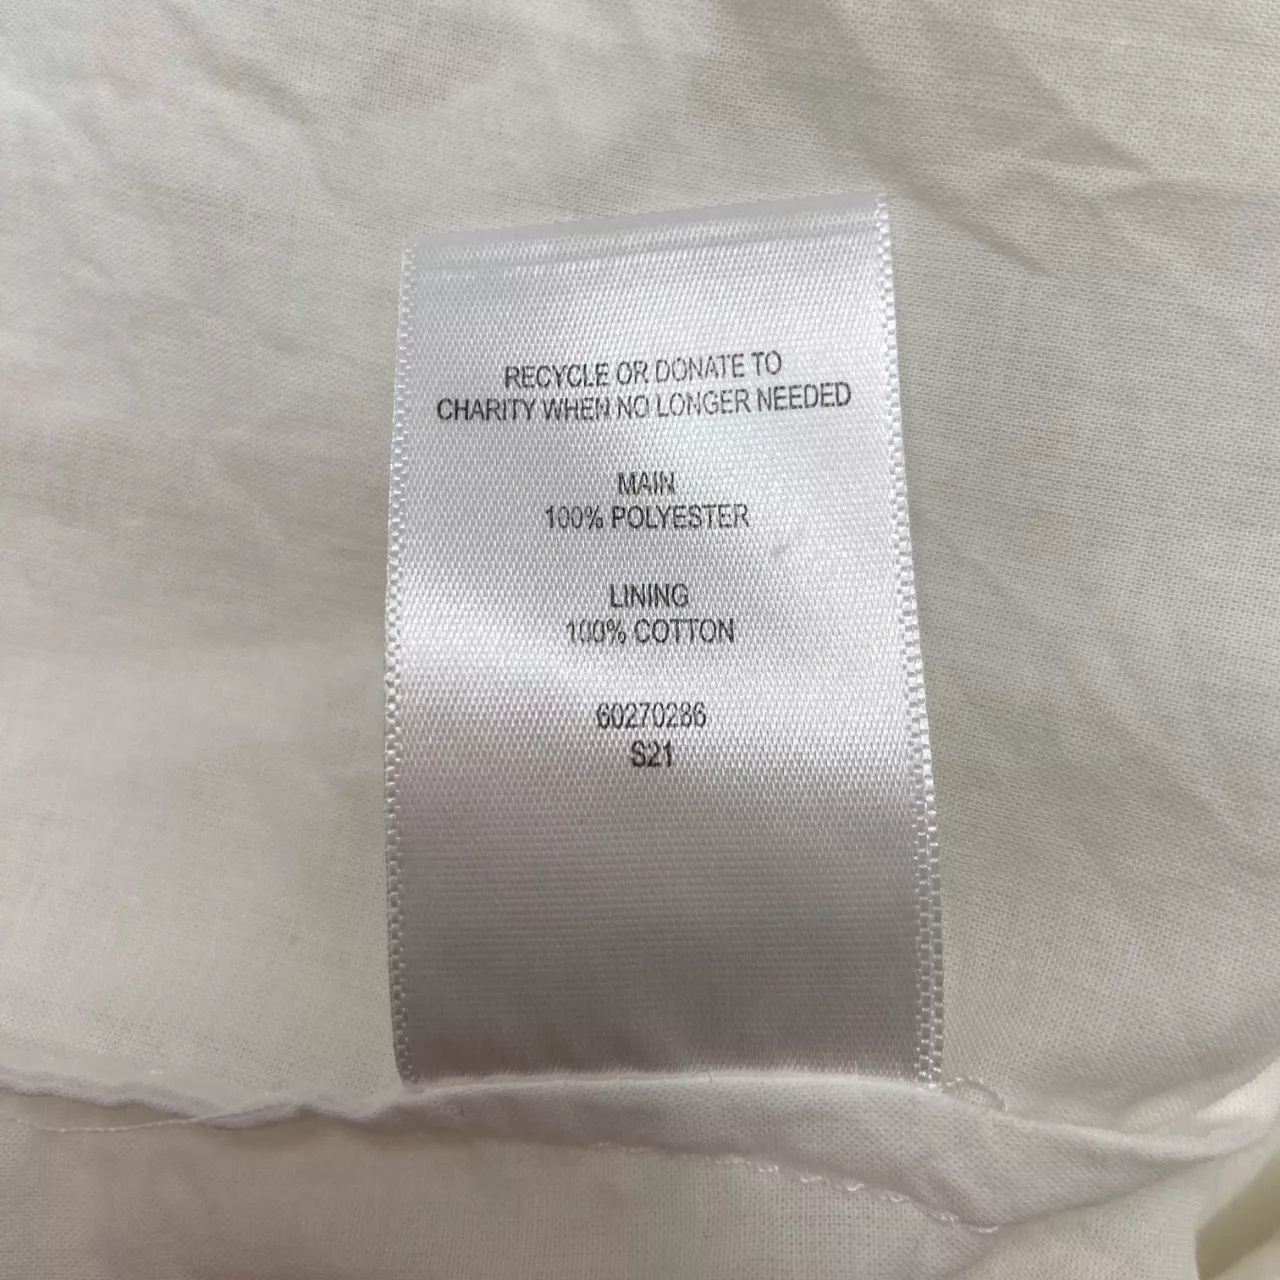 RECYCLE OR DONATE TO
CHARITY WHEN NO LONGER NEEDED
MAIN
100% POLYESTER
LINING
100% COTTON
60270286
S21